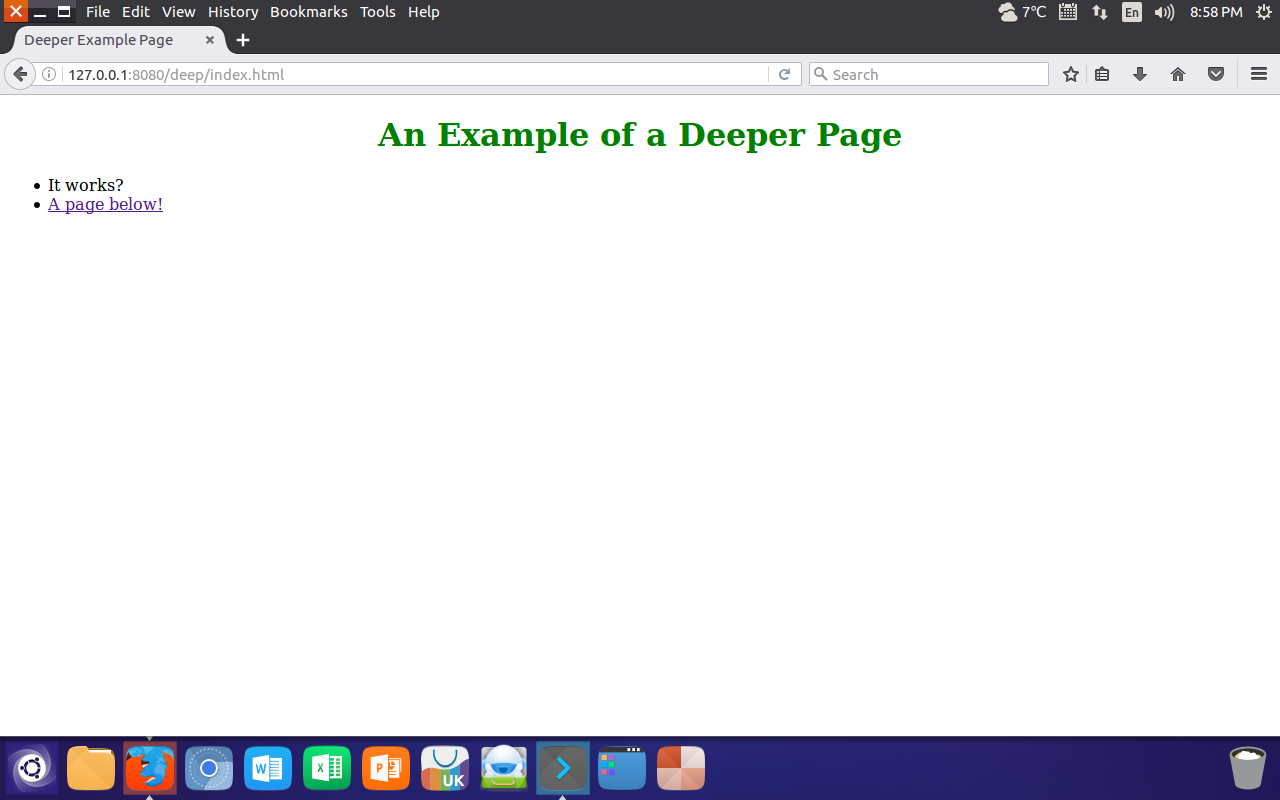 File Edit View History Bookmarks Tools Help 7°C En 8:58 PM
Deeper Example Page
127.0.0.1:8080/deep/index.html Search
An Example of a Deeper Page
It works?
A page below!
W X P UK